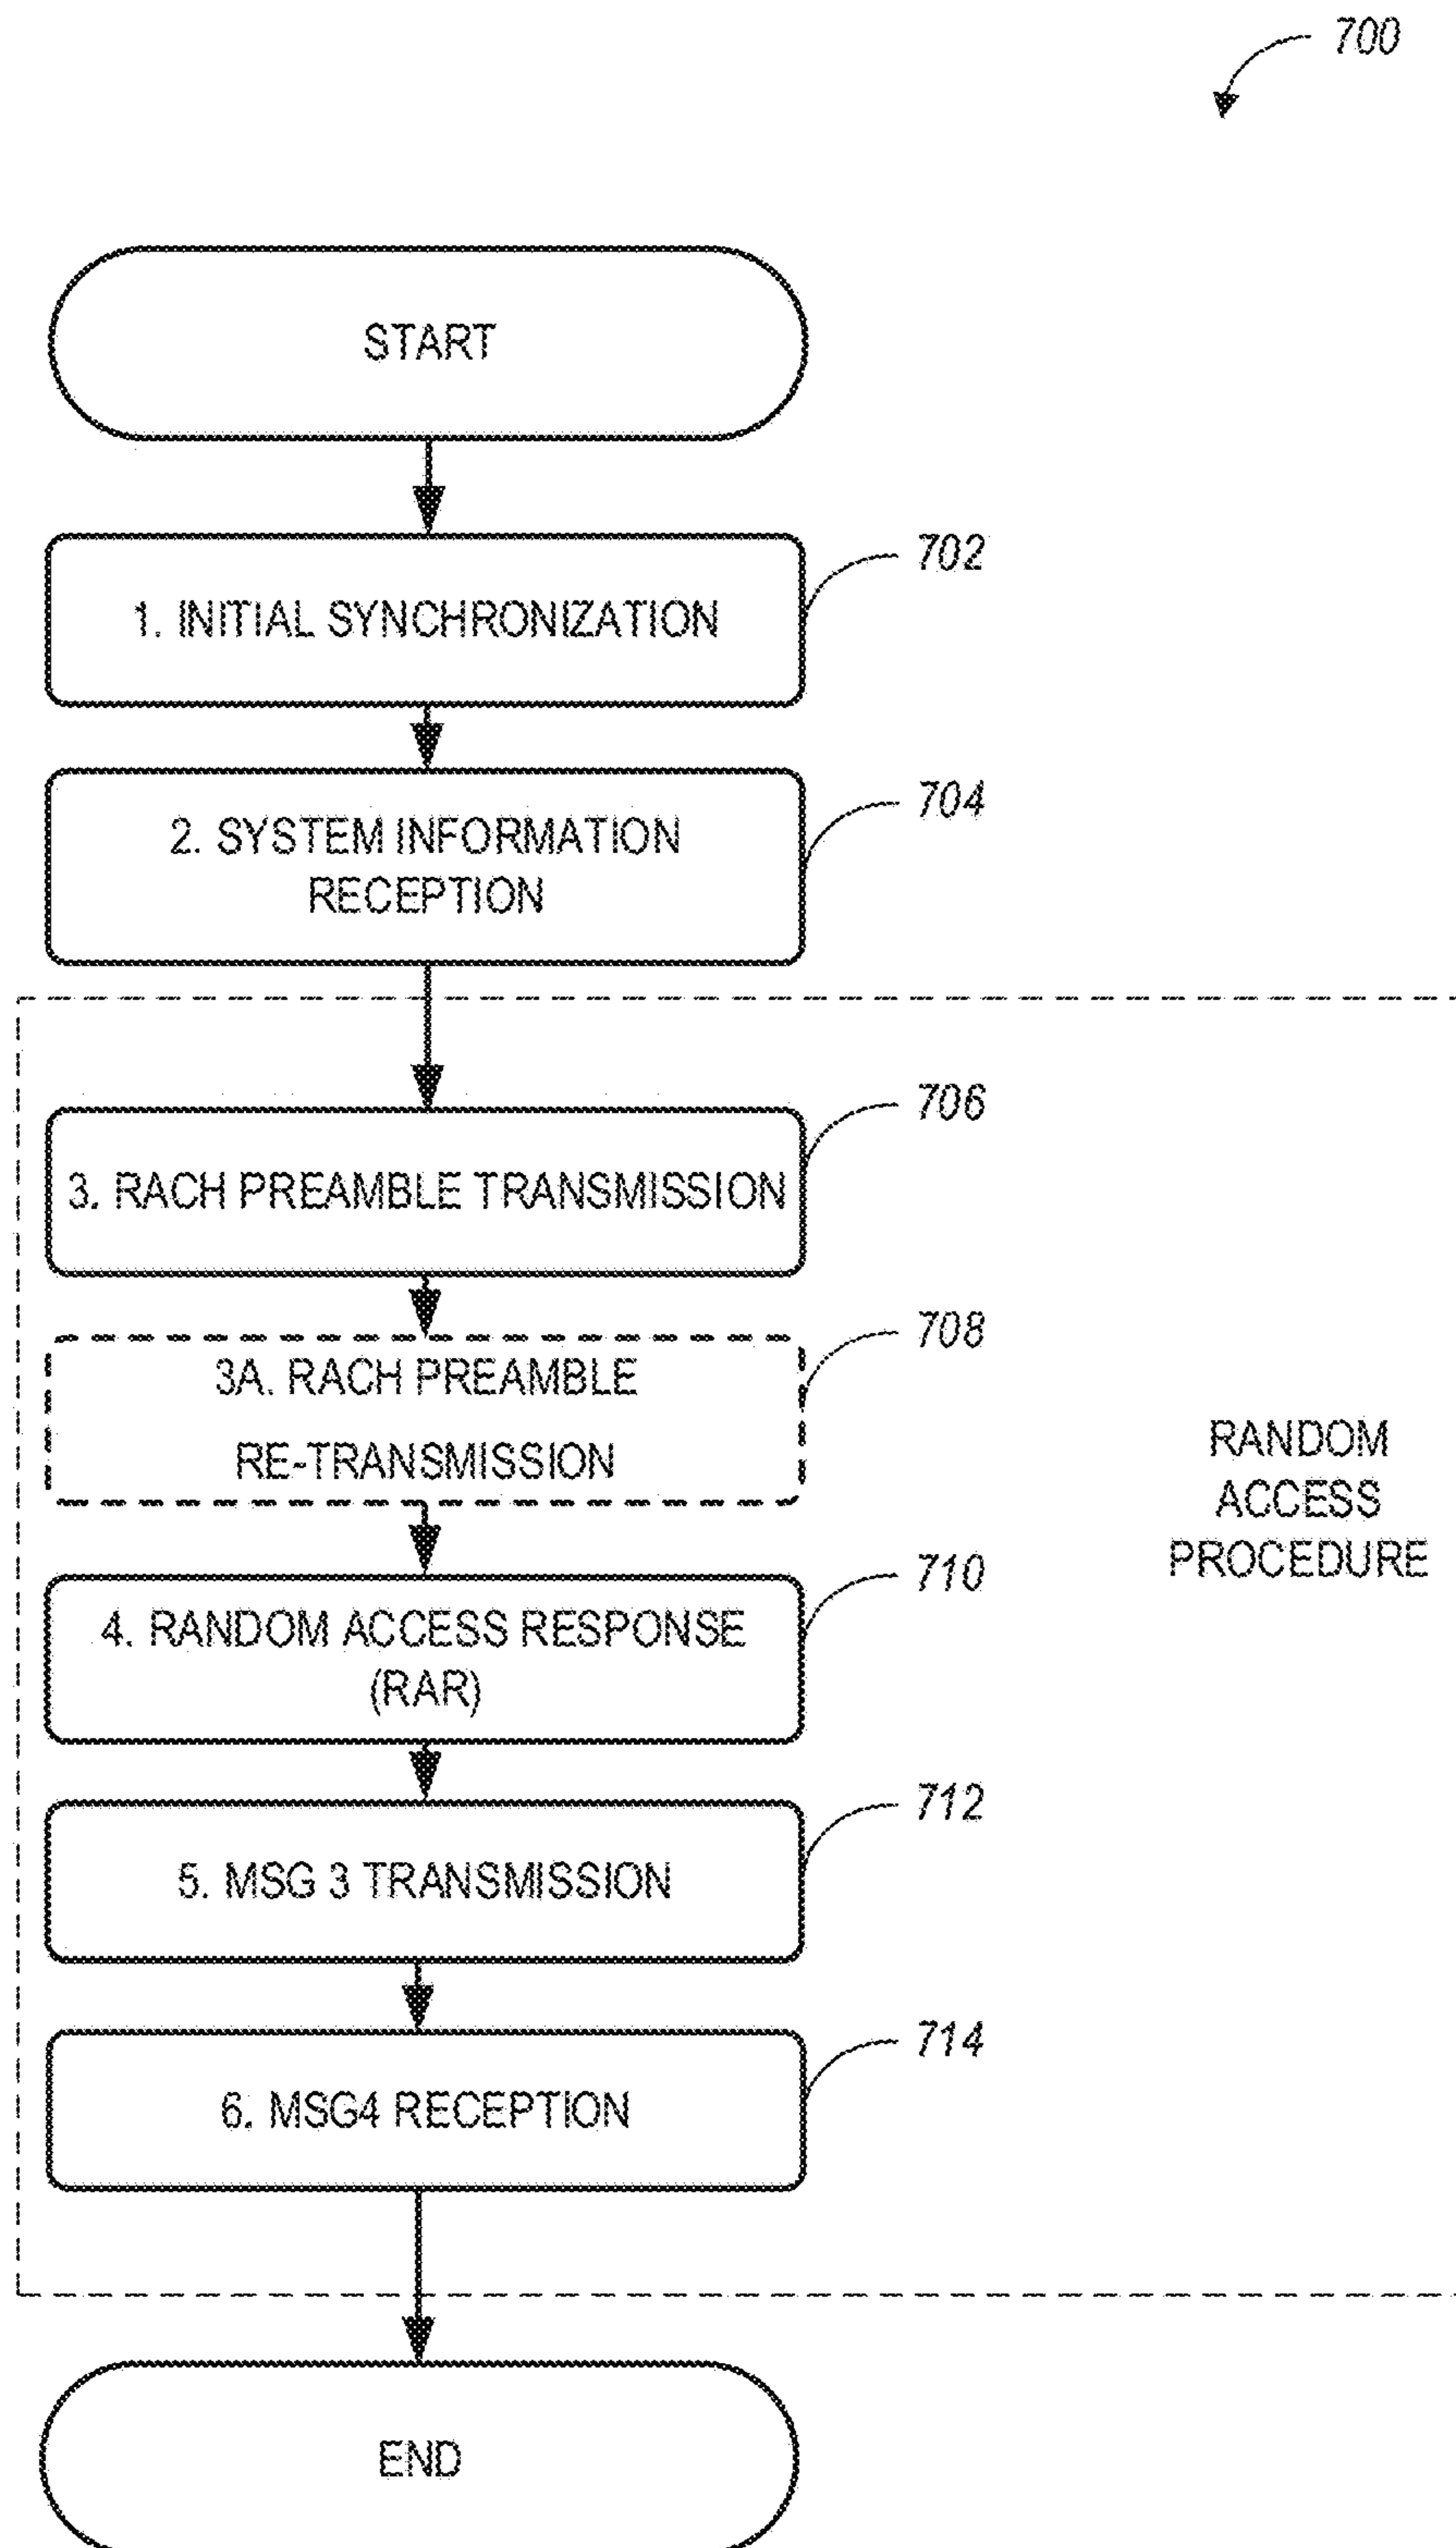 700
START
1. INITIAL SYNCHRONIZATION
702
2. SYSTEM INFORMATION
RECEPTION
704
3. RACH PREAMBLE TRANSMISSION
706
3A. RACH PREAMBLE
RE-TRANSMISSION
708
RANDOM
ACCESS
PROCEDURE
4. RANDOM ACCESS RESPONSE
(RAR)
710
5. MSG 3 TRANSMISSION
712
6. MSG4 RECEPTION
714
END